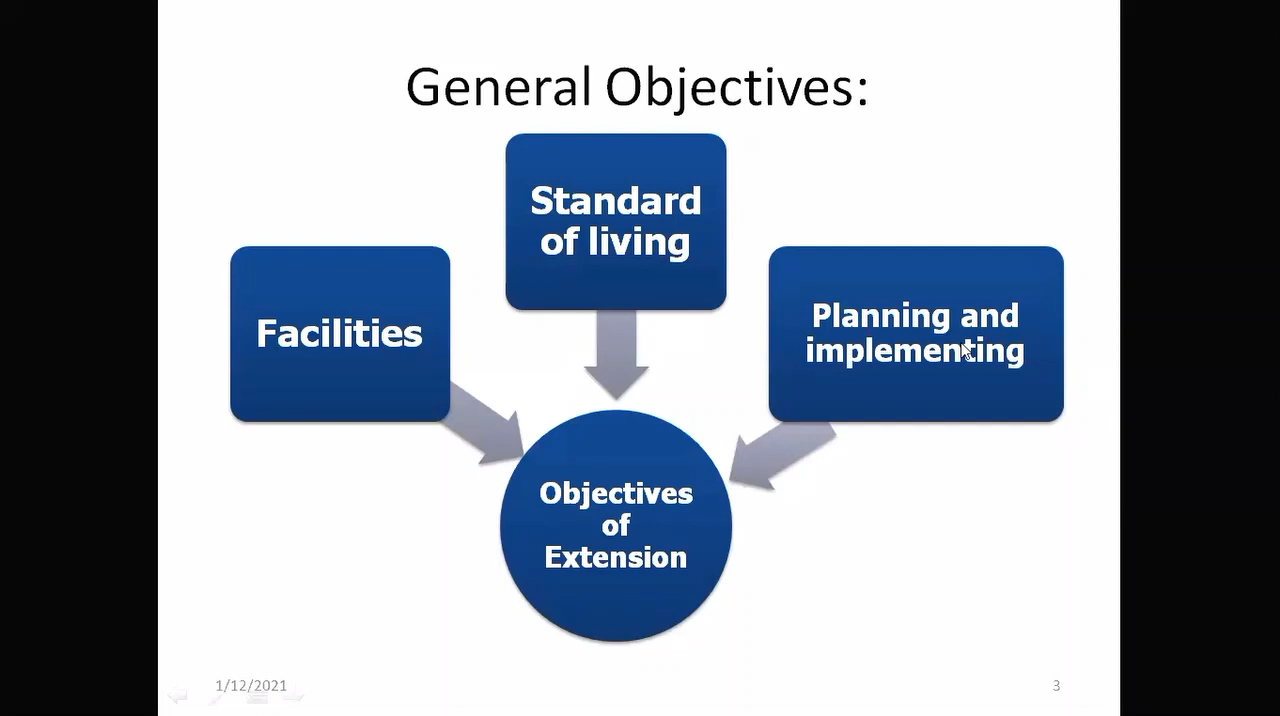 General Objectives:
Standard
of living
Facilities
Planning and
implementing
Objectives
of
Extension
1/12/2021
3